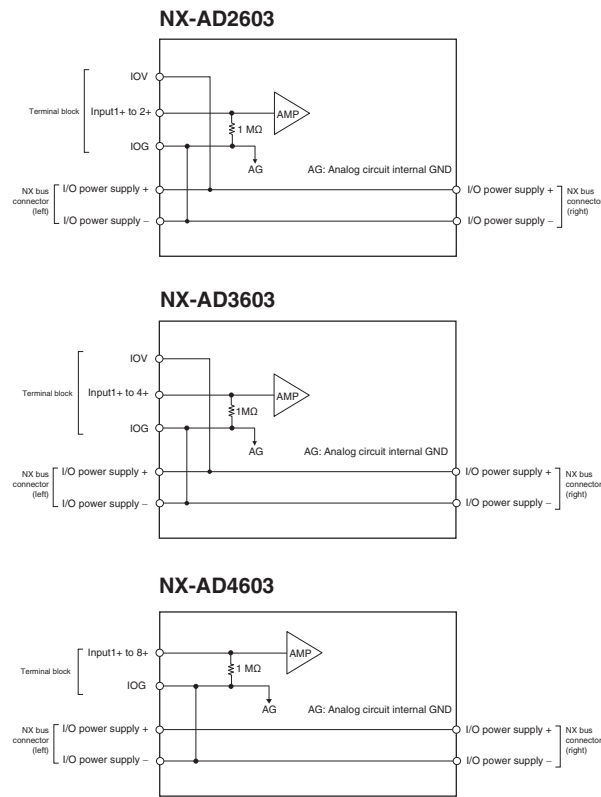 NX-AD2603
IOV
Terminal block
Input1+ to 2+
AMP
1 MΩ
IOG
AG
AG: Analog circuit internal GND
NX bus
connector
(left)
I/O power supply +
I/O power supply −
I/O power supply +
I/O power supply −
NX bus
connector
(right)
NX-AD3603
IOV
Terminal block
Input1+ to 4+
AMP
1MΩ
IOG
AG
AG: Analog circuit internal GND
NX bus
connector
(left)
I/O power supply +
I/O power supply −
I/O power supply +
I/O power supply −
NX bus
connector
(right)
NX-AD4603
Input1+ to 8+
AMP
Terminal block
1 MΩ
IOG
AG
AG: Analog circuit internal GND
NX bus
connector
(left)
I/O power supply +
I/O power supply −
I/O power supply +
I/O power supply −
NX bus
connector
(right)